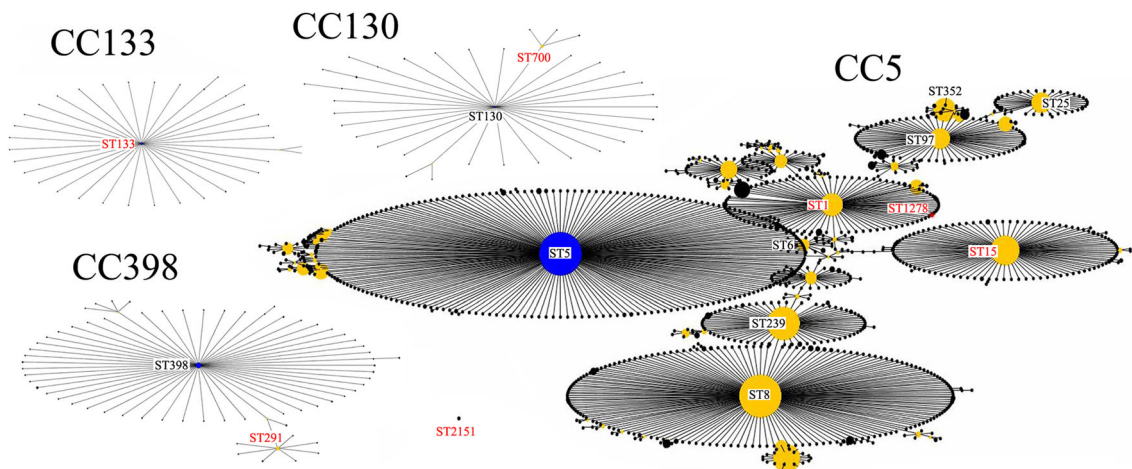 CC133
CC130
CC5
ST700
ST352
ST25
ST130
ST97
ST133
ST1
ST1278
ST6
ST5
ST15
CC398
ST239
ST398
ST8
ST291
ST2151